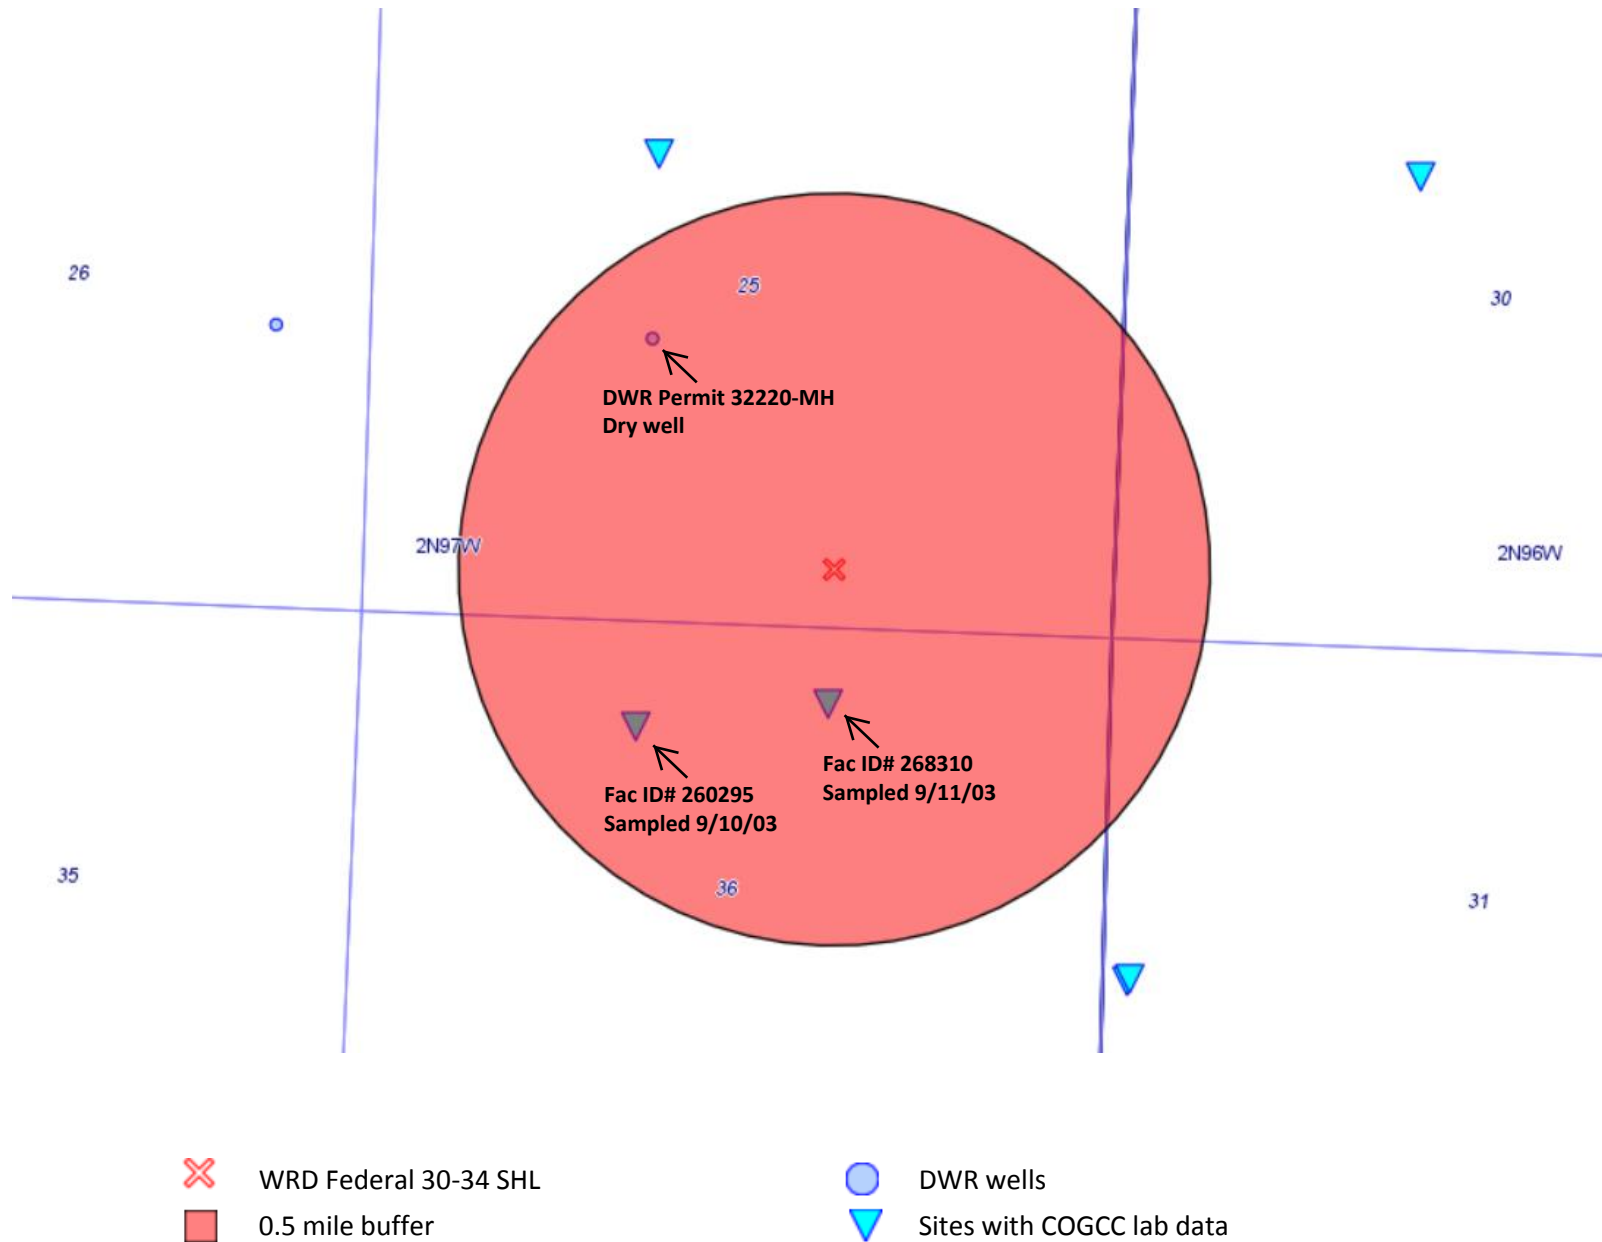 26
25
30
DWR Permit 32220-MH
Dry well
2N97W
2N96W
Fac ID# 268310
Sampled 9/11/03
Fac ID# 260295
Sampled 9/10/03
35
36
31
WRD Federal 30-34 SHL
DWR wells
0.5 mile buffer
Sites with COGCC lab data